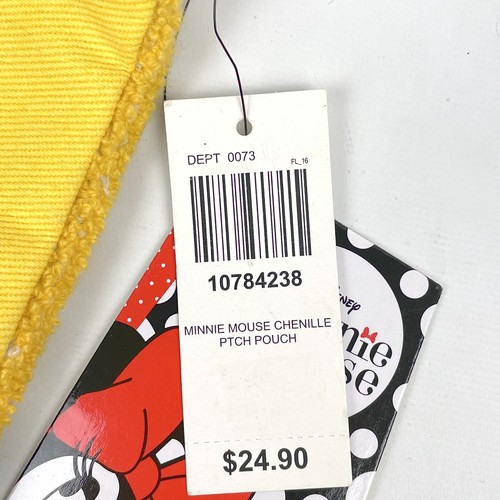 DEPT 0073
FL_16
10784238
MINNIE MOUSE CHENILLE
PTCH POUCH
$24.90